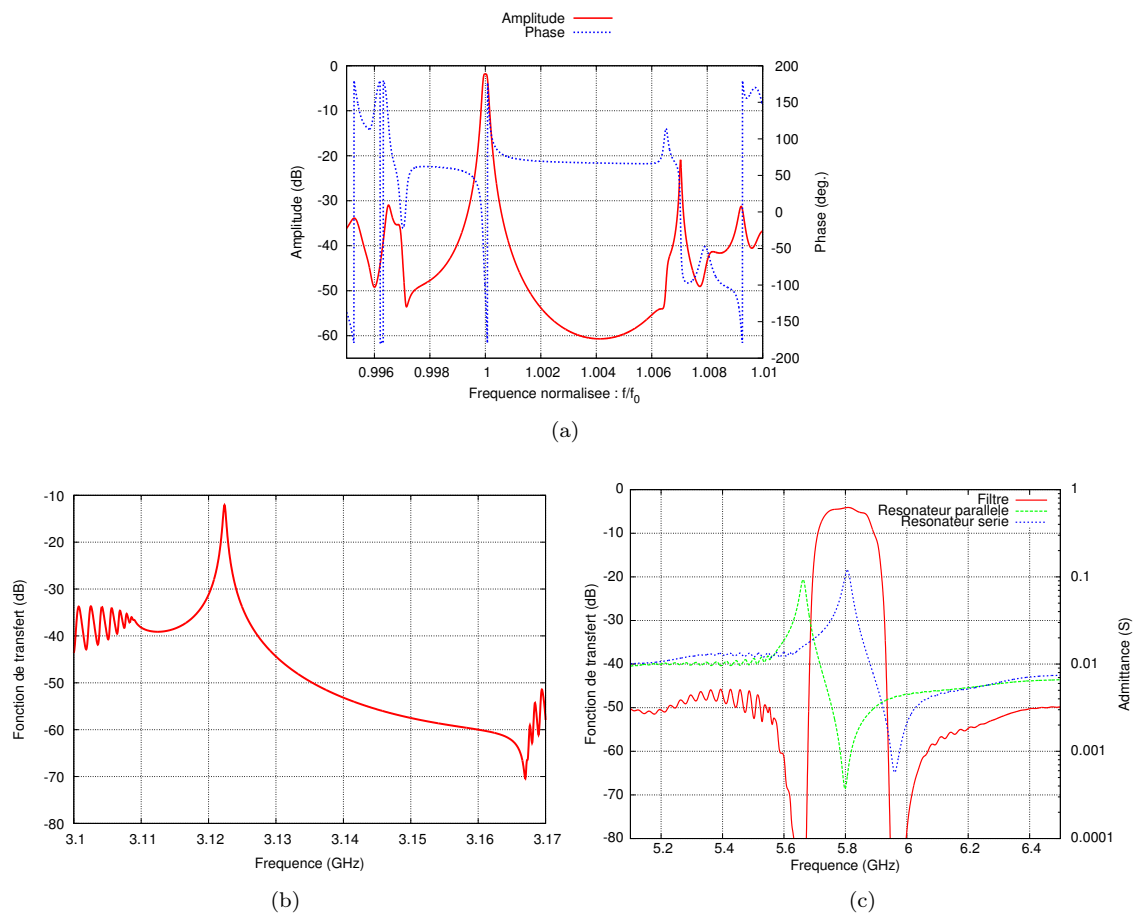 Amplitude
Phase
0
-10
-20
-30
-40
-50
-60
200
150
100
50
0
-50
-100
-150
-200
Amplitude (dB)
Phase (deg.)
0.996 0.998 1 1.002 1.004 1.006 1.008 1.01
Frequence normalisee : f/f0
(a)
-10
-20
-30
-40
-50
-60
-70
-80
Fonction de transfert (dB)
3.1 3.11 3.12 3.13 3.14 3.15 3.16 3.17
Frequence (GHz)
(b)
Filtre
Resonateur parallele
Resonateur serie
0
-10
-20
-30
-40
-50
-60
-70
-80
1
0.1
0.01
0.001
0.0001
Fonction de transfert (dB)
Admittance (S)
5.2 5.4 5.6 5.8 6 6.2 6.4
Frequence (GHz)
(c)